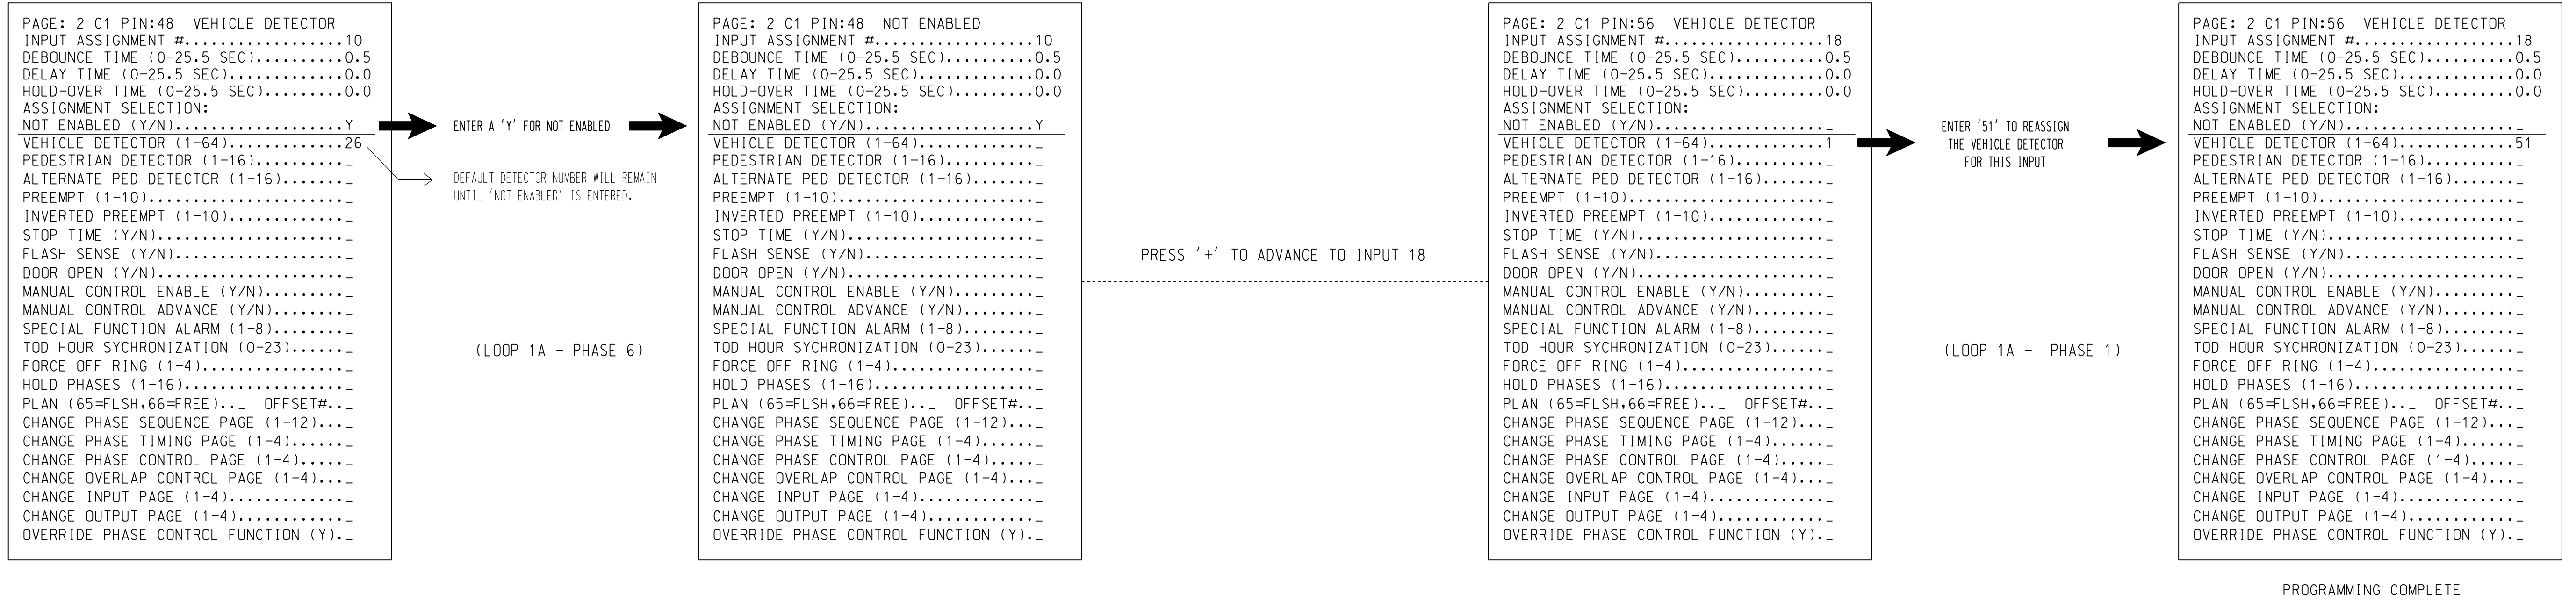 PAGE: 2 C1 PIN:48  VEHICLE DETECTOR
INPUT ASSIGNMENT #..................10
DEBOUNCE TIME (0-25.5 SEC)..........0.5
DELAY TIME (0-25.5 SEC).............0.0
HOLD-OVER TIME (0-25.5 SEC).........0.0
ASSIGNMENT SELECTION:
NOT ENABLED (Y/N)...................Y
VEHICLE DETECTOR (1-64).............26
PEDESTRIAN DETECTOR (1-16).........._
ALTERNATE PED DETECTOR (1-16)......._
PREEMPT (1-10)......................_
INVERTED PREEMPT (1-10)............._
STOP TIME (Y/N)....................._
FLASH SENSE (Y/N)..................._
DOOR OPEN (Y/N)....................._
MANUAL CONTROL ENABLE (Y/N)........._
MANUAL CONTROL ADVANCE (Y/N)........_
SPECIAL FUNCTION ALARM (1-8)........_
TOD HOUR SYCHRONIZATION (0-23)......_
FORCE OFF RING (1-4)................_
HOLD PHASES (1-16).................._
PLAN (65=FLSH,66=FREE).._  OFFSET#.._
CHANGE PHASE SEQUENCE PAGE (1-12)..._
CHANGE PHASE TIMING PAGE (1-4)......_
CHANGE PHASE CONTROL PAGE (1-4)....._
CHANGE OVERLAP CONTROL PAGE (1-4)..._
CHANGE INPUT PAGE (1-4)............._
CHANGE OUTPUT PAGE (1-4)............_
OVERRIDE PHASE CONTROL FUNCTION (Y)._
ENTER A 'Y' FOR NOT ENABLED
DEFAULT DETECTOR NUMBER WILL REMAIN
UNTIL 'NOT ENABLED' IS ENTERED.
(LOOP 1A - PHASE 6)
PAGE: 2 C1 PIN:48  NOT ENABLED
INPUT ASSIGNMENT #..................10
DEBOUNCE TIME (0-25.5 SEC)..........0.5
DELAY TIME (0-25.5 SEC).............0.0
HOLD-OVER TIME (0-25.5 SEC).........0.0
ASSIGNMENT SELECTION:
NOT ENABLED (Y/N)...................Y
VEHICLE DETECTOR (1-64)............._
PEDESTRIAN DETECTOR (1-16).........._
ALTERNATE PED DETECTOR (1-16)......._
PREEMPT (1-10)......................_
INVERTED PREEMPT (1-10)............._
STOP TIME (Y/N)....................._
FLASH SENSE (Y/N)..................._
DOOR OPEN (Y/N)....................._
MANUAL CONTROL ENABLE (Y/N)........._
MANUAL CONTROL ADVANCE (Y/N)........_
SPECIAL FUNCTION ALARM (1-8)........_
TOD HOUR SYCHRONIZATION (0-23)......_
FORCE OFF RING (1-4)................_
HOLD PHASES (1-16).................._
PLAN (65=FLSH,66=FREE).._  OFFSET#.._
CHANGE PHASE SEQUENCE PAGE (1-12)..._
CHANGE PHASE TIMING PAGE (1-4)......_
CHANGE PHASE CONTROL PAGE (1-4)....._
CHANGE OVERLAP CONTROL PAGE (1-4)..._
CHANGE INPUT PAGE (1-4)............._
CHANGE OUTPUT PAGE (1-4)............_
OVERRIDE PHASE CONTROL FUNCTION (Y)._
PRESS '+' TO ADVANCE TO INPUT 18
PAGE: 2 C1 PIN:56  VEHICLE DETECTOR
INPUT ASSIGNMENT #..................18
DEBOUNCE TIME (0-25.5 SEC)..........0.5
DELAY TIME (0-25.5 SEC).............0.0
HOLD-OVER TIME (0-25.5 SEC).........0.0
ASSIGNMENT SELECTION:
NOT ENABLED (Y/N)..................._
VEHICLE DETECTOR (1-64).............1
PEDESTRIAN DETECTOR (1-16).........._
ALTERNATE PED DETECTOR (1-16)......._
PREEMPT (1-10)......................_
INVERTED PREEMPT (1-10)............._
STOP TIME (Y/N)....................._
FLASH SENSE (Y/N)..................._
DOOR OPEN (Y/N)....................._
MANUAL CONTROL ENABLE (Y/N)........._
MANUAL CONTROL ADVANCE (Y/N)........_
SPECIAL FUNCTION ALARM (1-8)........_
TOD HOUR SYCHRONIZATION (0-23)......_
FORCE OFF RING (1-4)................_
HOLD PHASES (1-16).................._
PLAN (65=FLSH,66=FREE).._  OFFSET#.._
CHANGE PHASE SEQUENCE PAGE (1-12)..._
CHANGE PHASE TIMING PAGE (1-4)......_
CHANGE PHASE CONTROL PAGE (1-4)....._
CHANGE OVERLAP CONTROL PAGE (1-4)..._
CHANGE INPUT PAGE (1-4)............._
CHANGE OUTPUT PAGE (1-4)............_
OVERRIDE PHASE CONTROL FUNCTION (Y)._
ENTER '51' TO REASSIGN
THE VEHICLE DETECTOR
FOR THIS INPUT
(LOOP 1A -  PHASE 1)
PAGE: 2 C1 PIN:56  VEHICLE DETECTOR
INPUT ASSIGNMENT #..................18
DEBOUNCE TIME (0-25.5 SEC)..........0.5
DELAY TIME (0-25.5 SEC).............0.0
HOLD-OVER TIME (0-25.5 SEC).........0.0
ASSIGNMENT SELECTION:
NOT ENABLED (Y/N)..................._
VEHICLE DETECTOR (1-64).............51
PEDESTRIAN DETECTOR (1-16).........._
ALTERNATE PED DETECTOR (1-16)......._
PREEMPT (1-10)......................_
INVERTED PREEMPT (1-10)............._
STOP TIME (Y/N)....................._
FLASH SENSE (Y/N)..................._
DOOR OPEN (Y/N)....................._
MANUAL CONTROL ENABLE (Y/N)........._
MANUAL CONTROL ADVANCE (Y/N)........_
SPECIAL FUNCTION ALARM (1-8)........_
TOD HOUR SYCHRONIZATION (0-23)......_
FORCE OFF RING (1-4)................_
HOLD PHASES (1-16).................._
PLAN (65=FLSH,66=FREE).._  OFFSET#.._
CHANGE PHASE SEQUENCE PAGE (1-12)..._
CHANGE PHASE TIMING PAGE (1-4)......_
CHANGE PHASE CONTROL PAGE (1-4)....._
CHANGE OVERLAP CONTROL PAGE (1-4)..._
CHANGE INPUT PAGE (1-4)............._
CHANGE OUTPUT PAGE (1-4)............_
OVERRIDE PHASE CONTROL FUNCTION (Y)._
PROGRAMMING COMPLETE